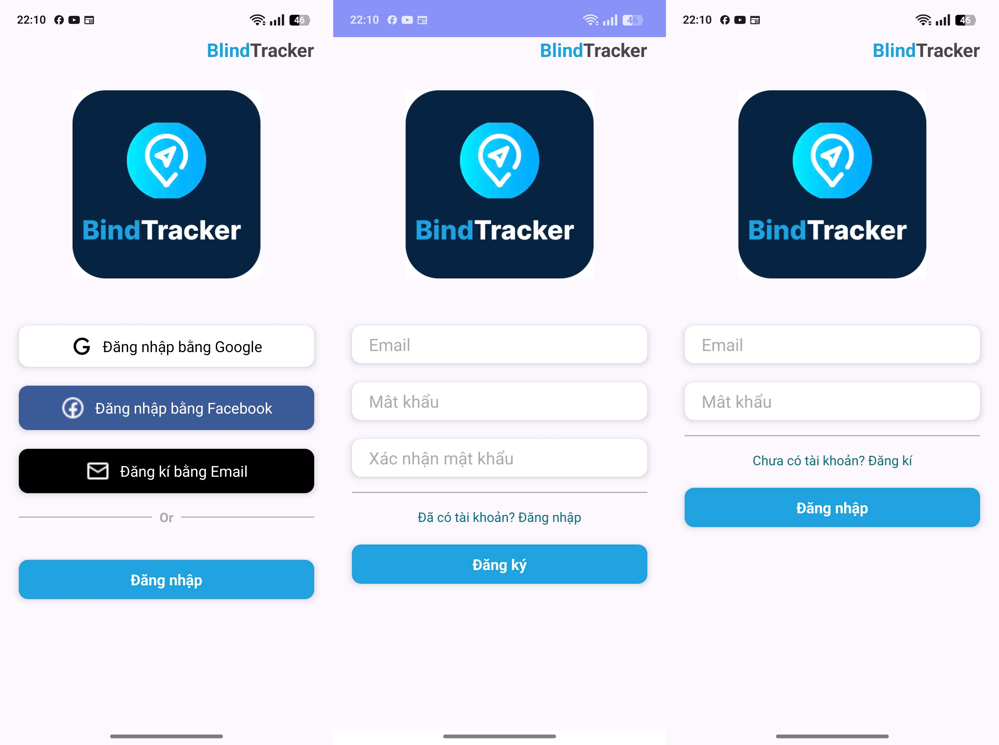 22:10
46
BlindTracker
BindTracker
Đăng nhập bằng Google
Đăng nhập bằng Facebook
Đăng kí bằng Email
Or
Đăng nhập
22:10
46
BlindTracker
BindTracker
Email
Mât khẩu
Xác nhận mật khẩu
Đã có tài khoản? Đăng nhập
Đăng ký
22:10
46
BlindTracker
BindTracker
Email
Mât khẩu
Chưa có tài khoản? Đăng kí
Đăng nhập